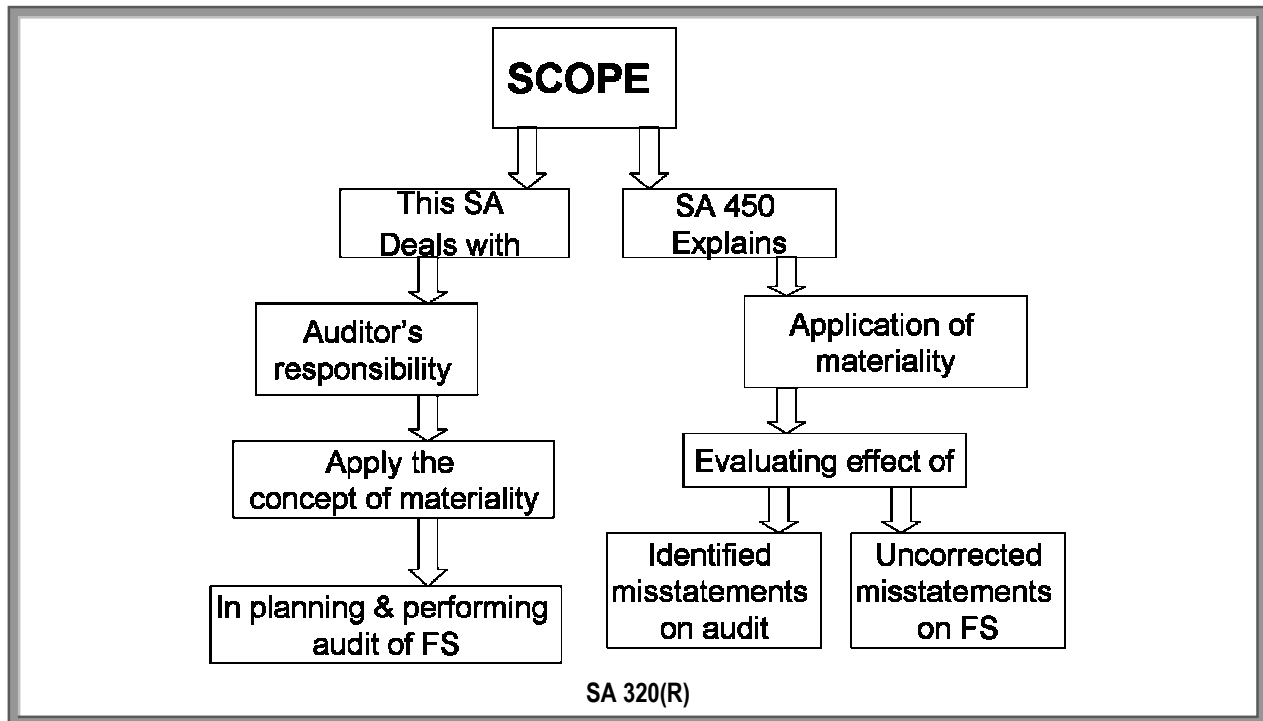 SCOPE
This SA
Deals with
SA 450
Explains
Auditor's
responsibility
Application of
materiality
Apply the
concept of materiality
Evaluating effect of
In planning & performing
audit of FS
Identified
misstatements
on audit
Uncorrected
misstatements
on FS
SA 320(R)